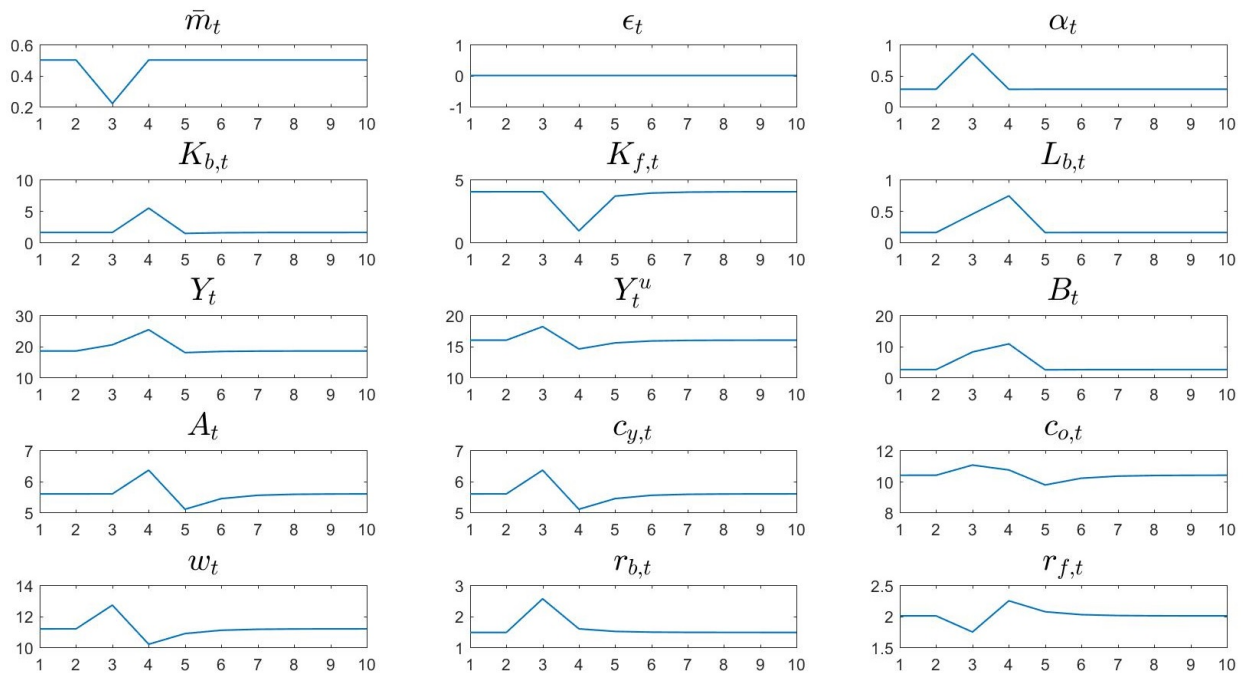 m̄_t ϵ_t α_t
0.6 1 1
0.4 0 0.5
0.2 -1 0
1 2 3 4 5 6 7 8 9 10 1 2 3 4 5 6 7 8 9 10 1 2 3 4 5 6 7 8 9 10
K_{b,t} K_{f,t} L_{b,t}
10 5 1
5 0.5
0 0 0
1 2 3 4 5 6 7 8 9 10 1 2 3 4 5 6 7 8 9 10 1 2 3 4 5 6 7 8 9 10
Y_t Y_t^u B_t
30 20 20
20 15 10
10 10 0
1 2 3 4 5 6 7 8 9 10 1 2 3 4 5 6 7 8 9 10 1 2 3 4 5 6 7 8 9 10
A_t c_{y,t} c_{o,t}
7 7 12
6 6 10
5 5 8
1 2 3 4 5 6 7 8 9 10 1 2 3 4 5 6 7 8 9 10 1 2 3 4 5 6 7 8 9 10
w_t r_{b,t} r_{f,t}
14 3 2.5
12 2 2
10 1 1.5
1 2 3 4 5 6 7 8 9 10 1 2 3 4 5 6 7 8 9 10 1 2 3 4 5 6 7 8 9 10